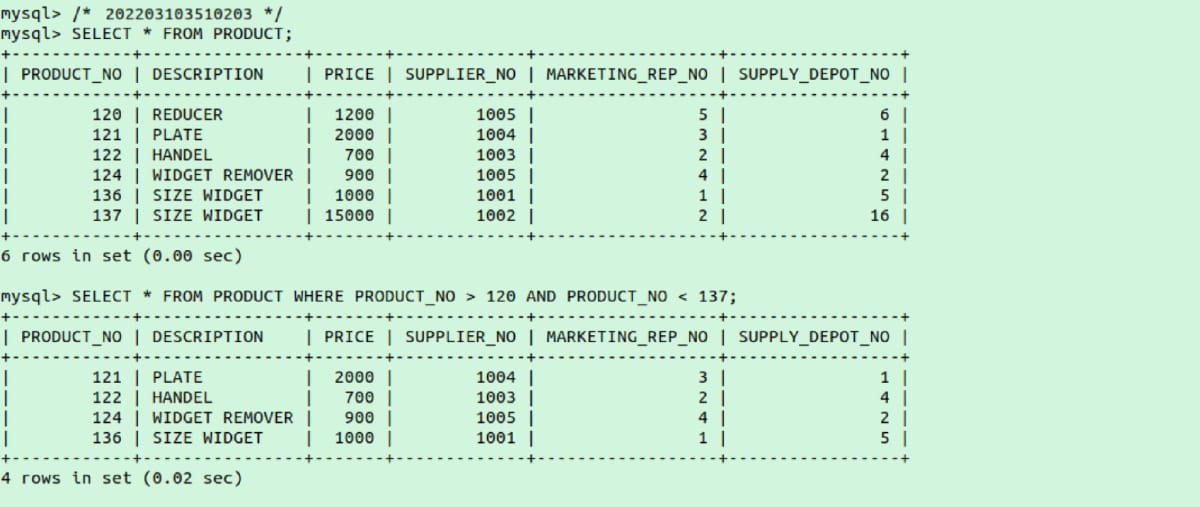 mysql> /* 202203103510203 */
mysql> SELECT * FROM PRODUCT;
+------------+----------------+-------+-------------+------------------+-----------------+
| PRODUCT_NO | DESCRIPTION    | PRICE | SUPPLIER_NO | MARKETING_REP_NO | SUPPLY_DEPOT_NO |
+------------+----------------+-------+-------------+------------------+-----------------+
|        120 | REDUCER        |  1200 |        1005 |                5 |               6 |
|        121 | PLATE          |  2000 |        1004 |                3 |               1 |
|        122 | HANDEL         |   700 |        1003 |                2 |               4 |
|        124 | WIDGET REMOVER |   900 |        1005 |                4 |               2 |
|        136 | SIZE WIDGET    |  1000 |        1001 |                1 |               5 |
|        137 | SIZE WIDGET    | 15000 |        1002 |                2 |              16 |
+------------+----------------+-------+-------------+------------------+-----------------+
6 rows in set (0.00 sec)

mysql> SELECT * FROM PRODUCT WHERE PRODUCT_NO > 120 AND PRODUCT_NO < 137;
+------------+----------------+-------+-------------+------------------+-----------------+
| PRODUCT_NO | DESCRIPTION    | PRICE | SUPPLIER_NO | MARKETING_REP_NO | SUPPLY_DEPOT_NO |
+------------+----------------+-------+-------------+------------------+-----------------+
|        121 | PLATE          |  2000 |        1004 |                3 |               1 |
|        122 | HANDEL         |   700 |        1003 |                2 |               4 |
|        124 | WIDGET REMOVER |   900 |        1005 |                4 |               2 |
|        136 | SIZE WIDGET    |  1000 |        1001 |                1 |               5 |
+------------+----------------+-------+-------------+------------------+-----------------+
4 rows in set (0.02 sec)